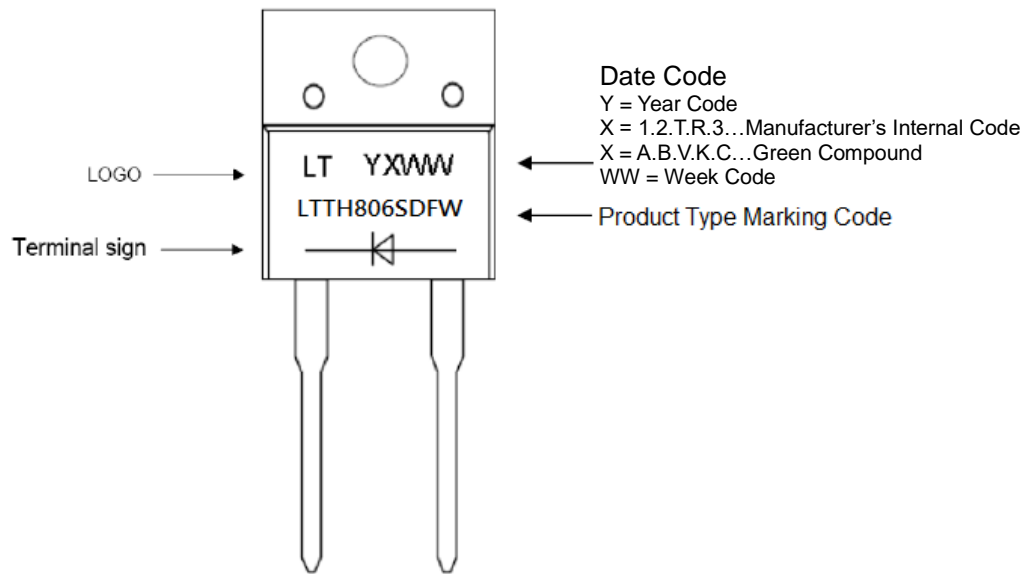 Date Code
Y = Year Code
X = 1.2.T.R.3...Manufacturer’s Internal Code
X = A.B.V.K.C...Green Compound
WW = Week Code
LOGO
LT YXWW
LTTH806SDFW
Product Type Marking Code
Terminal sign